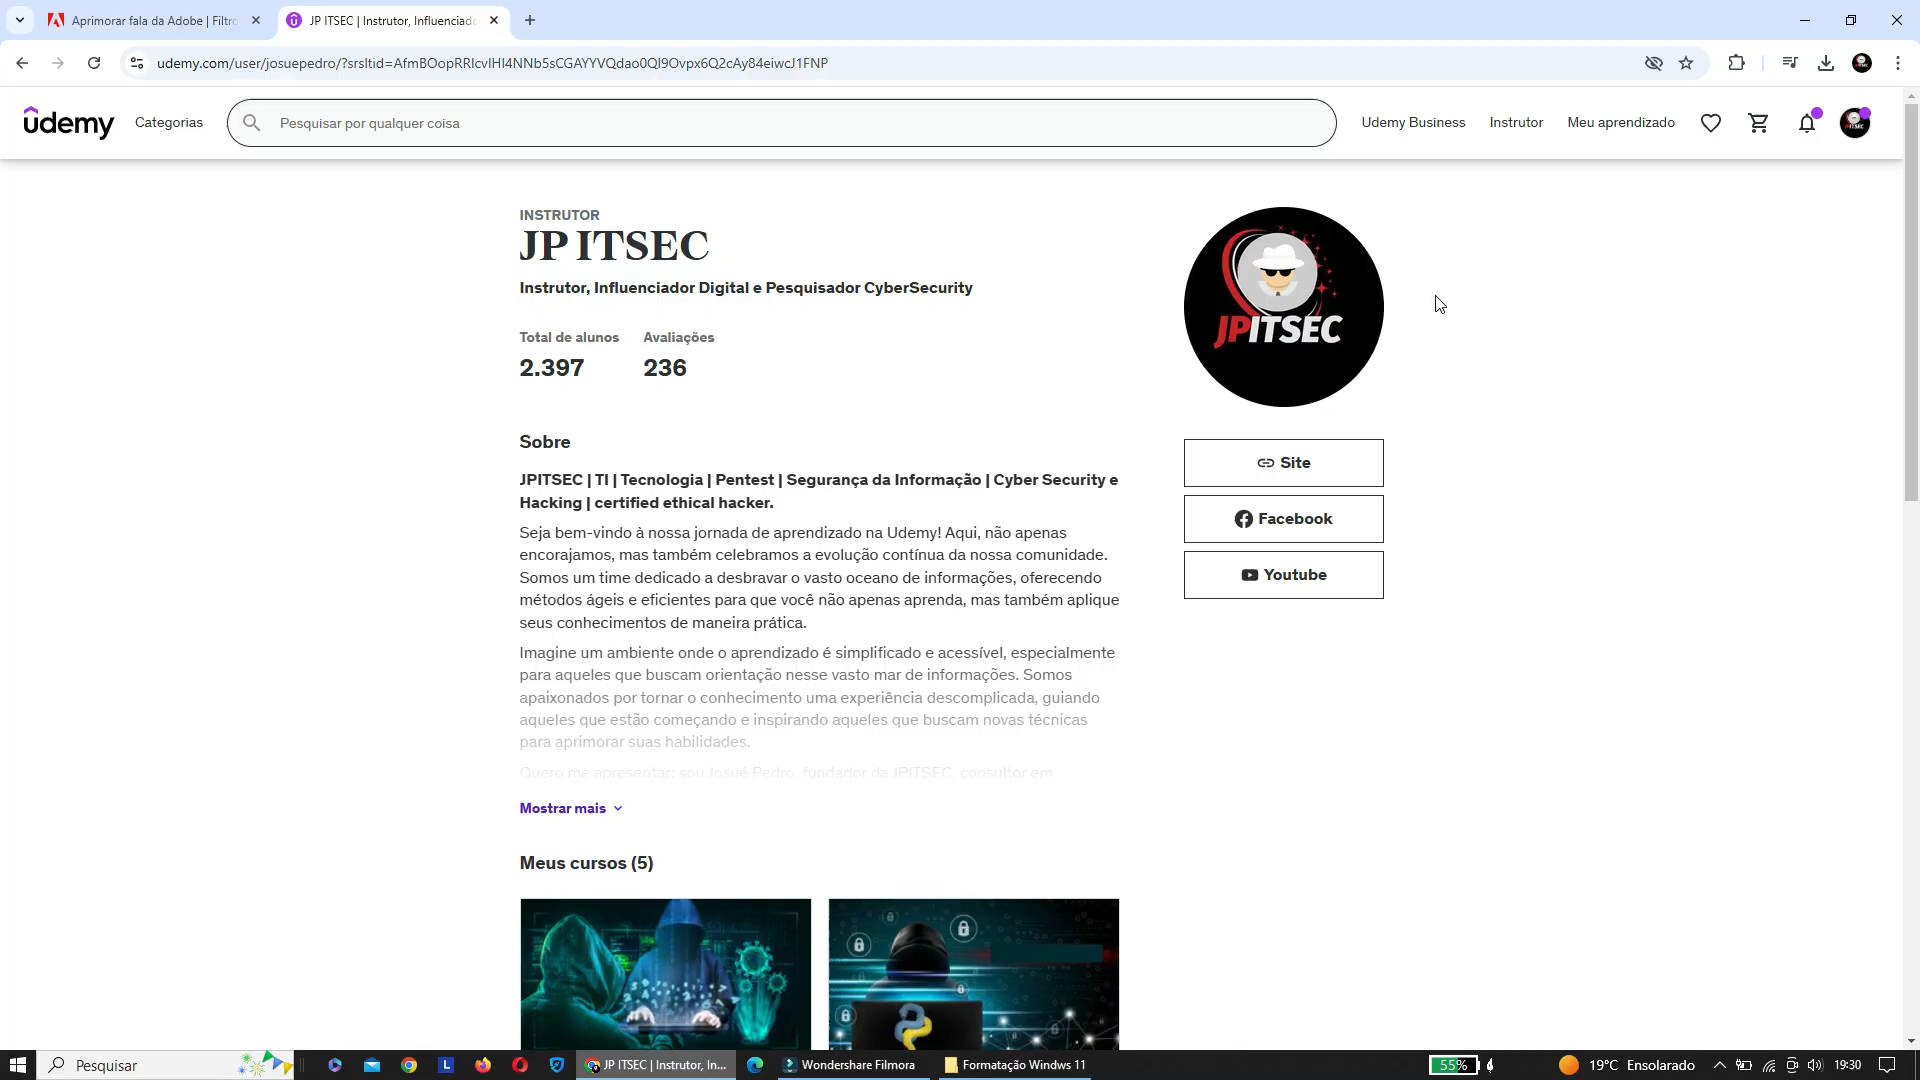 Aprimorar fala da Adobe | Filtro
JP ITSEC | Instrutor, Influenciado
udemy.com/user/josuepedro/?srsltid=AfmBOopRRIcvIHI4NNb5sCGAYYVQdao0QI9Ovpx6Q2cAy84eiwcJ1FNP
udemy
Categorias
Pesquisar por qualquer coisa
Udemy Business
Instrutor
Meu aprendizado
INSTRUTOR
JP ITSEC
Instrutor, Influenciador Digital e Pesquisador CyberSecurity
Total de alunos
Avaliações
2.397
236
JPITSEC
Sobre
JPITSEC | TI | Tecnologia | Pentest | Segurança da Informação | Cyber Security e
Hacking | certified ethical hacker.
Seja bem-vindo à nossa jornada de aprendizado na Udemy! Aqui, não apenas
encorajamos, mas também celebramos a evolução contínua da nossa comunidade.
Somos um time dedicado a desbravar o vasto oceano de informações, oferecendo
métodos ágeis e eficientes para que você não apenas aprenda, mas também aplique
seus conhecimentos de maneira prática.
Imagine um ambiente onde o aprendizado é simplificado e acessível, especialmente
para aqueles que buscam orientação nesse vasto mar de informações. Somos
apaixonados por tornar o conhecimento uma experiência descomplicada, guiando
aqueles que estão começando e inspirando aqueles que buscam novas técnicas
para aprimorar suas habilidades.
Quero me apresentar: sou Josué Pedro, fundador da JPITSEC, consultor em
Mostrar mais
Site
Facebook
Youtube
Meus cursos (5)
Pesquisar
L
JP ITSEC | Instrutor, In...
Wondershare Filmora
Formatação Windws 11
55%
19°C Ensolarado
19:30